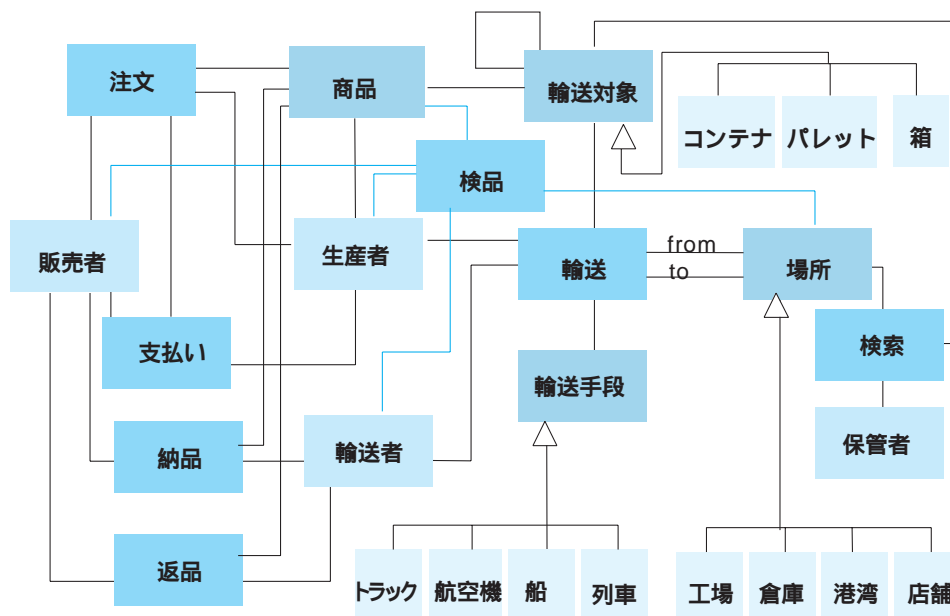 注文
商品
輸送対象
コンテナ
パレット
箱
検品
販売者
生産者
輸送
from
to
場所
支払い
検索
輸送手段
納品
輸送者
保管者
返品
トラック
航空機
船
列車
工場
倉庫
港湾
店舗